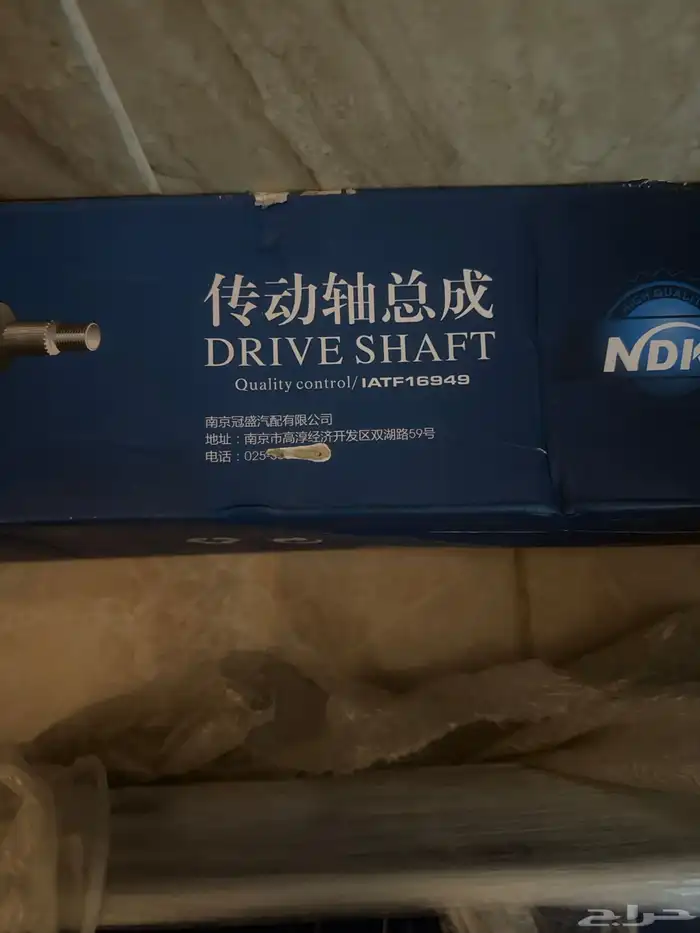 传动轴总成
DRIVE SHAFT
Quality control/IATF16949
南京冠盛汽配有限公司
地址：南京市高淳经济开发区双湖路59号
电话：025-
HIGH QUALITY
NDK
حراج